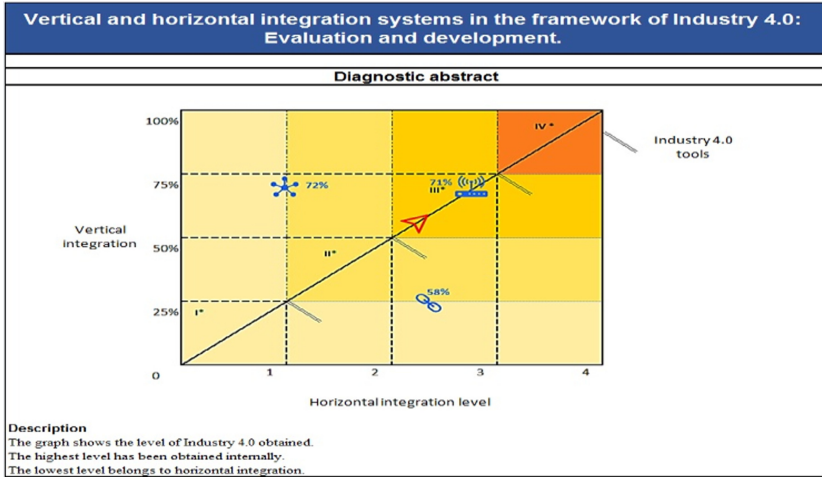 Vertical and horizontal integration systems in the framework of Industry 4.0:
Evaluation and development.
Diagnostic abstract
100%
IV *
Industry 4.0
tools
75%
72%
71%
III*
Vertical
integration
50%
II*
58%
25%
I*
0
1
2
3
4
Horizontal integration level
Description
The graph shows the level of Industry 4.0 obtained.
The highest level has been obtained internally.
The lowest level belongs to horizontal integration.